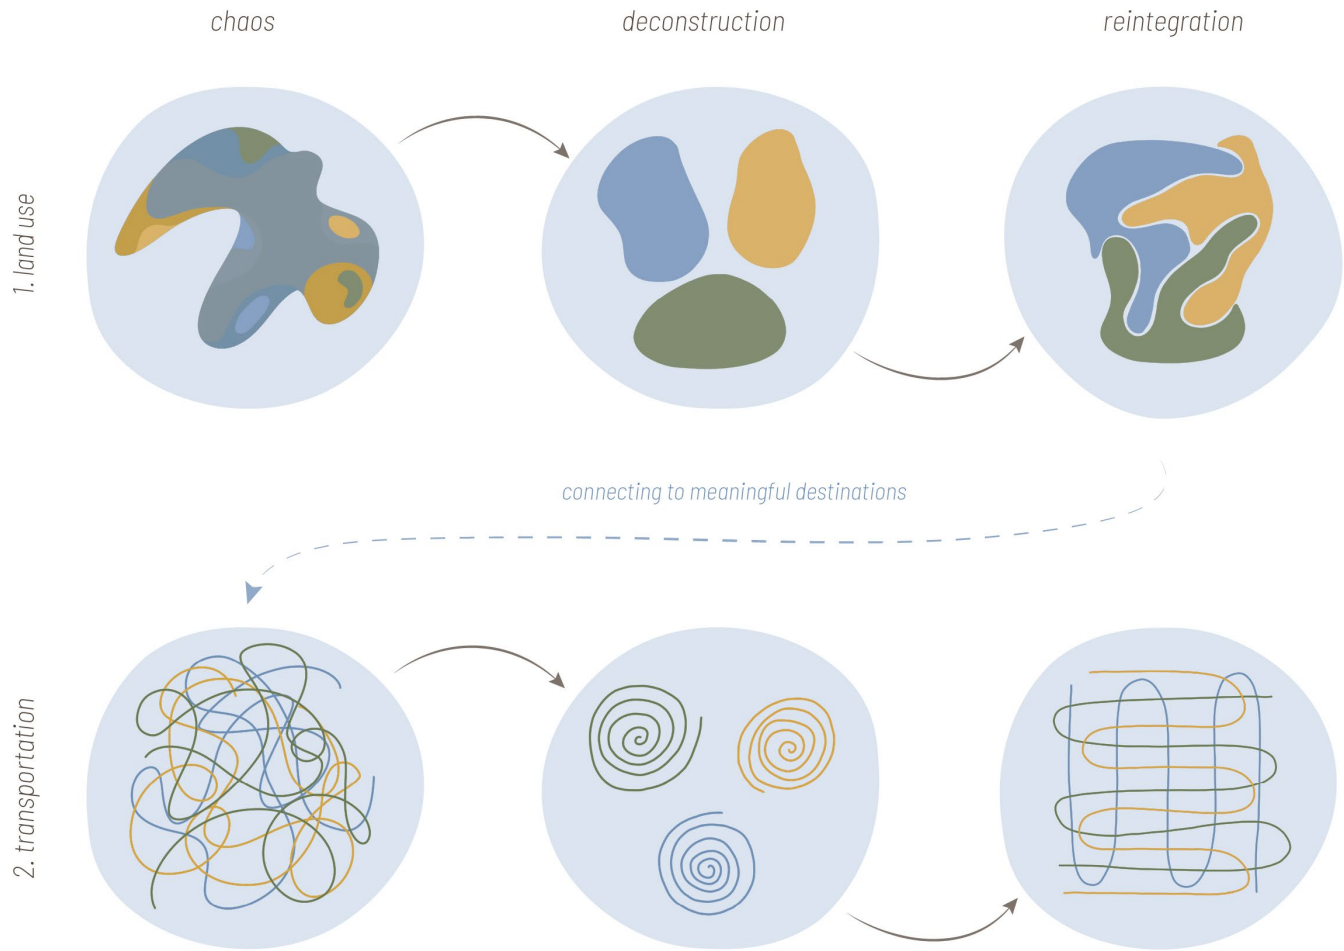 chaos
deconstruction
reintegration
1. land use
connecting to meaningful destinations
2. transportation